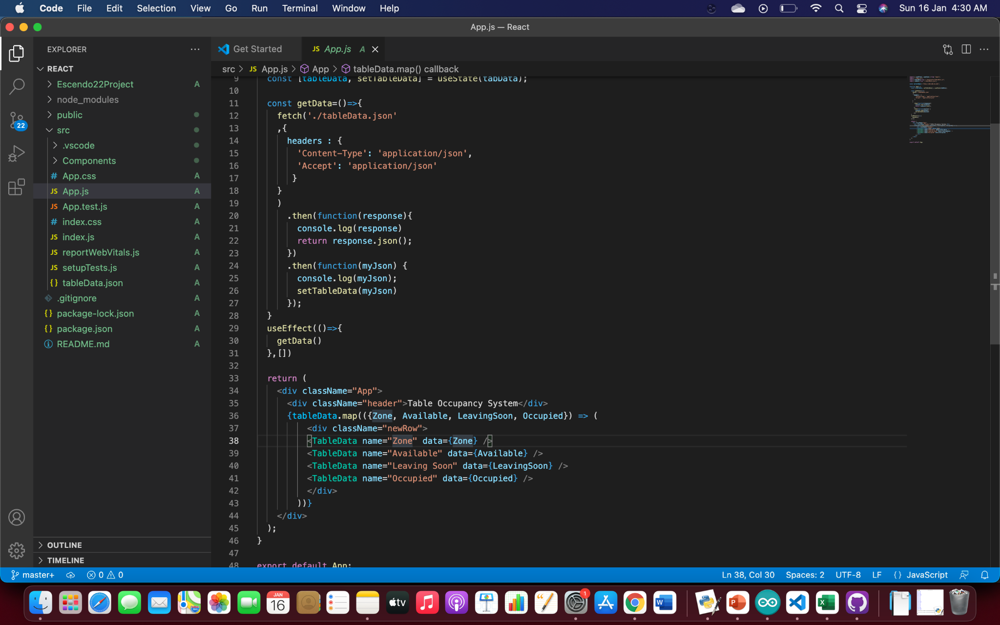 Code File Edit Selection View Go Run Terminal Window Help Sun 16 Jan 4:30 AM
App.js — React
EXPLORER
REACT
Escendo22Project A
node_modules
public
src
.vscode
Components
# App.css A
JS App.js A
JS App.test.js A
# index.css A
JS index.js A
JS reportWebVitals.js A
JS setupTests.js A
{} tableData.json A
.gitignore A
{} package-lock.json A
{} package.json A
README.md A
OUTLINE
TIMELINE
22
Get Started JS App.js A
src > JS App.js > App > tableData.map() callback
9 const [tableData, setTableData] = useState(tabData);
10
11 const getData=()=>{
12 fetch('./tableData.json'
13 ,{
14 headers : {
15 'Content-Type': 'application/json',
16 'Accept': 'application/json'
17 }
18 }
19 )
20 .then(function(response){
21 console.log(response)
22 return response.json();
23 })
24 .then(function(myJson) {
25 console.log(myJson);
26 setTableData(myJson)
27 });
28 }
29 useEffect(()=>{
30 getData()
31 },[])
32
33 return (
34 <div className="App">
35 <div className="header">Table Occupancy System</div>
36 {tableData.map(({Zone, Available, LeavingSoon, Occupied}) => (
37 <div className="newRow">
38 <TableData name="Zone" data={Zone} />
39 <TableData name="Available" data={Available} />
40 <TableData name="Leaving Soon" data={LeavingSoon} />
41 <TableData name="Occupied" data={Occupied} />
42 </div>
43 ))}
44 </div>
45 );
46 }
47
48 export default App;
master+ 0 0 Ln 38, Col 30 Spaces: 2 UTF-8 LF {} JavaScript
JAN
16
280
tv
1
W
P
X